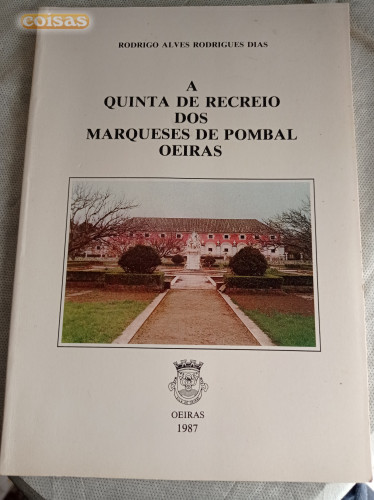 coisas
RODRIGO ALVES RODRIGUES DIAS
A
QUINTA DE RECREIO
DOS
MARQUESES DE POMBAL
OEIRAS
OEIRAS
1987